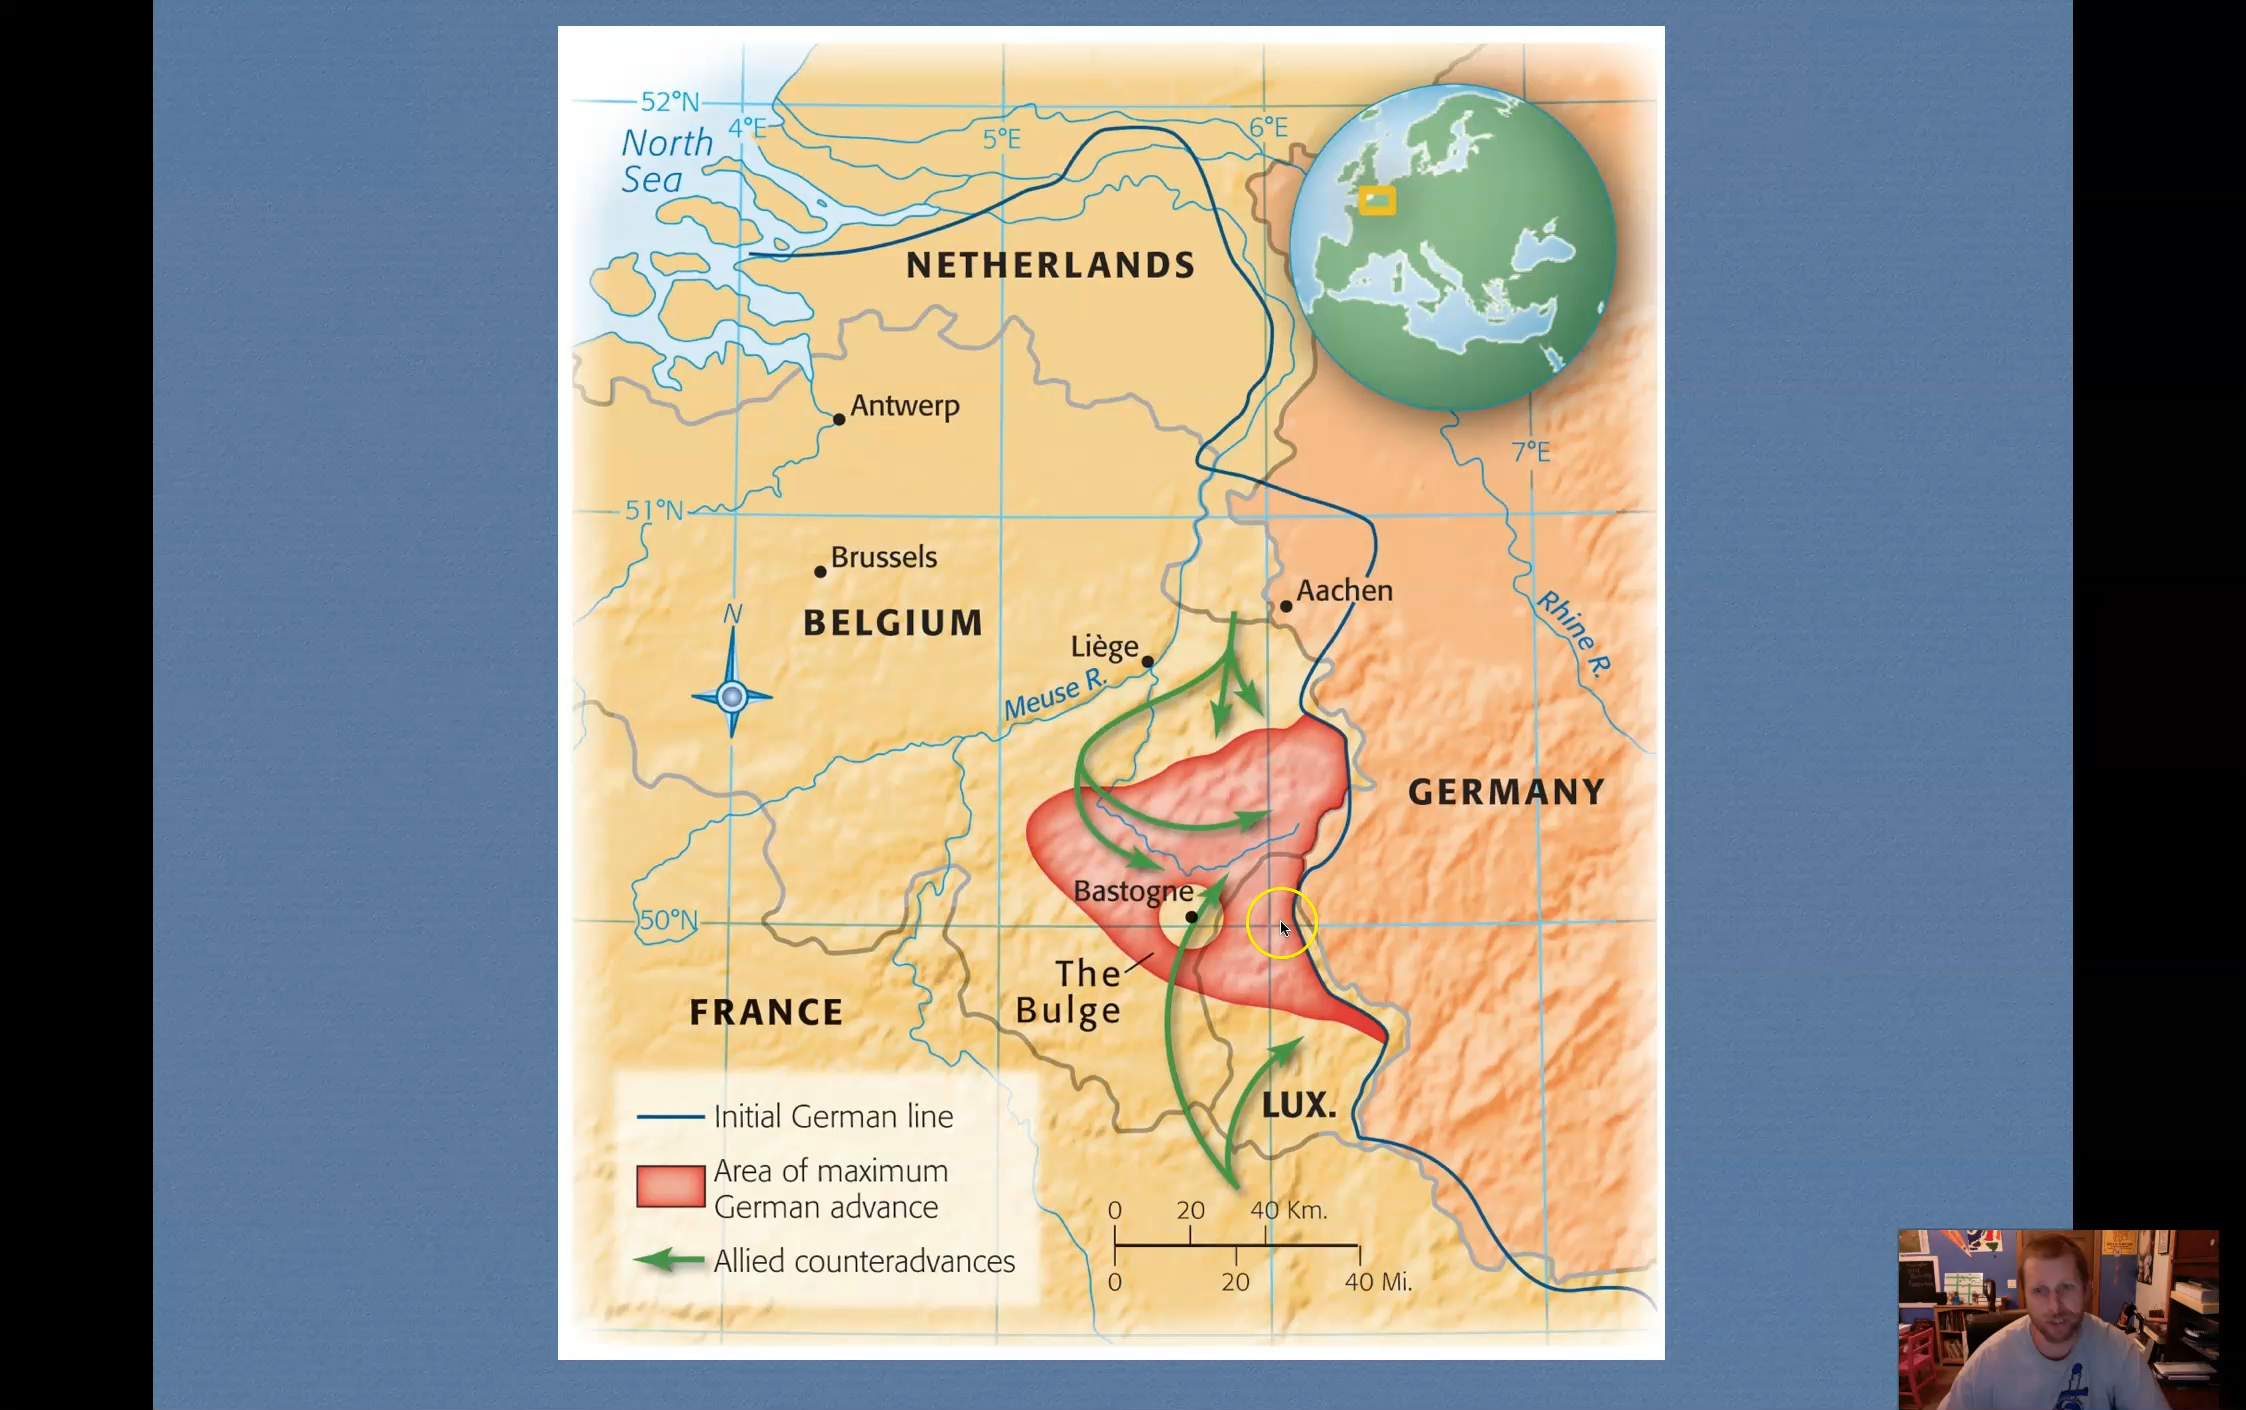 52°N
North
Sea
4°E
5°E
6°E
NETHERLANDS
Antwerp
7°E
51°N
Brussels
BELGIUM
Aachen
Rhine R.
N
Liège
Meuse R.
GERMANY
Bastogne
50°N
The
Bulge
FRANCE
LUX.
Initial German line
Area of maximum
German advance
Allied counteradvances
0 20 40 Km.
0 20 40 Mi.